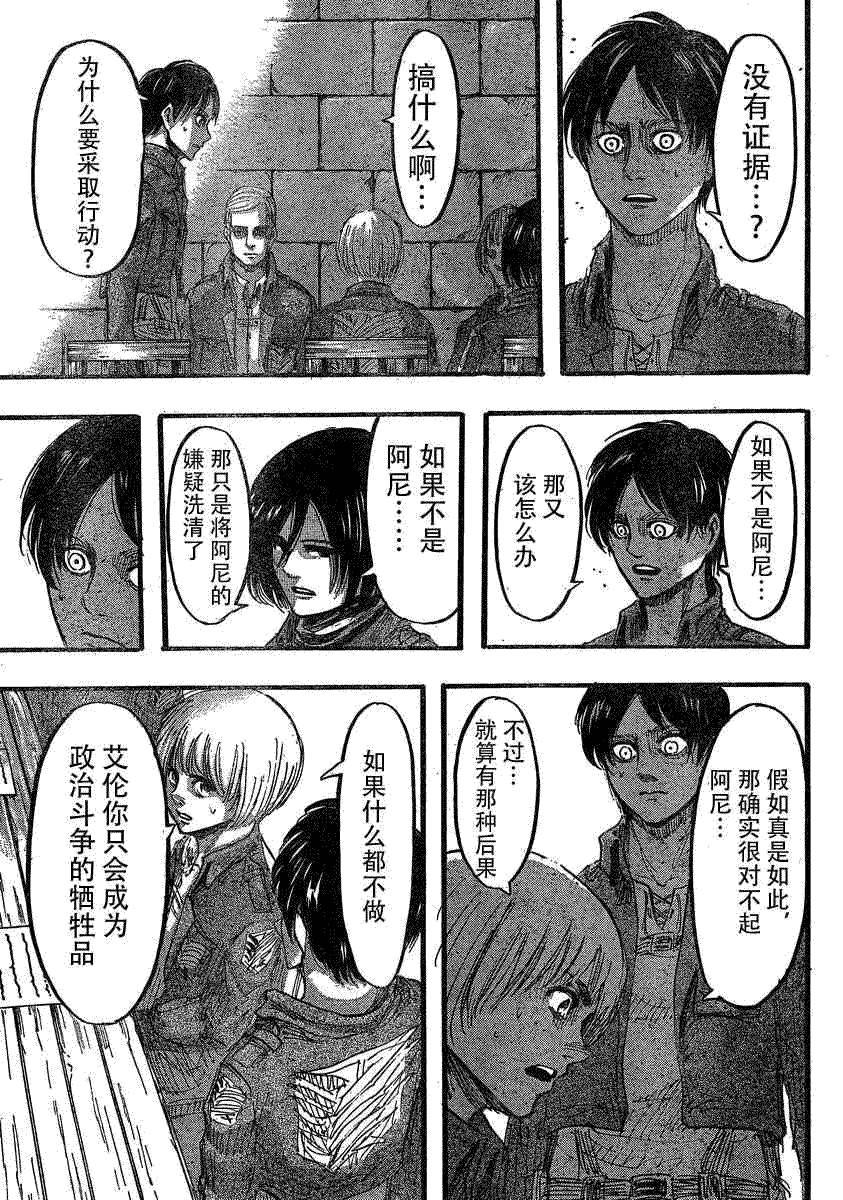 没有证据…?
搞什么啊…
为什么要采取行动?
如果不是阿尼…
那又
该怎么办
如果不是
阿尼……
那只是将阿尼的
嫌疑洗清了
假如真是如此,
那确实很对不起
阿尼…
不过…
就算有那种后果
如果什么都不做
艾伦你只会成为
政治斗争的牺牲品